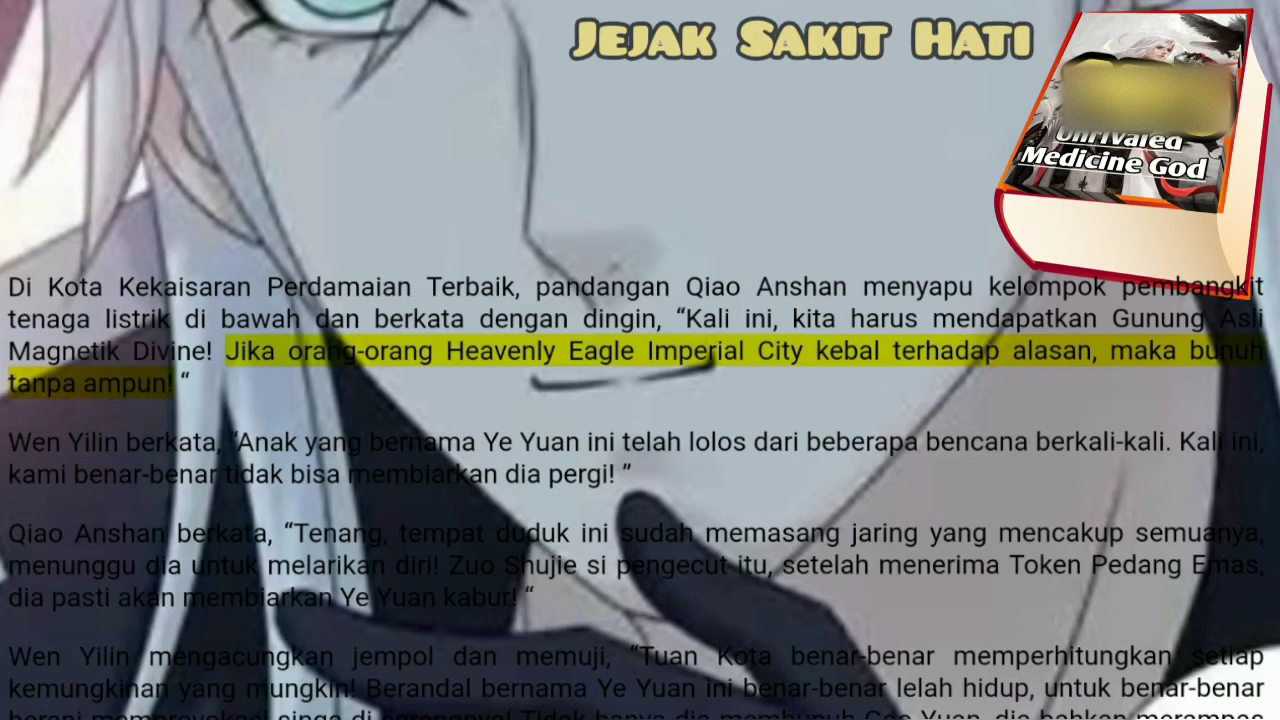 Jejak Sakit Hati
Unrivaled
Medicine God
Di Kota Kekaisaran Perdamaian Terbaik, pandangan Qiao Anshan menyapu kelompok pembangkit
tenaga listrik di bawah dan berkata dengan dingin, “Kali ini, kita harus mendapatkan Gunung Asli
Magnetik Divine! Jika orang-orang Heavenly Eagle Imperial City kebal terhadap alasan, maka bunuh
tanpa ampun! “
Wen Yilin berkata, “Anak yang bernama Ye Yuan ini telah lolos dari beberapa bencana berkali-kali. Kali ini,
kami benar-benar tidak bisa membiarkan dia pergi! ”
Qiao Anshan berkata, “Tenang, tempat duduk ini sudah memasang jaring yang mencakup semuanya,
menunggu dia untuk melarikan diri! Zuo Shujie si pengecut itu, setelah menerima Token Pedang Emas,
dia pasti akan membiarkan Ye Yuan kabur! “
Wen Yilin mengacungkan jempol dan memuji, “Tuan Kota benar-benar memperhitungkan setiap
kemungkinan yang mungkin! Berandal bernama Ye Yuan ini benar-benar lelah hidup, untuk benar-benar